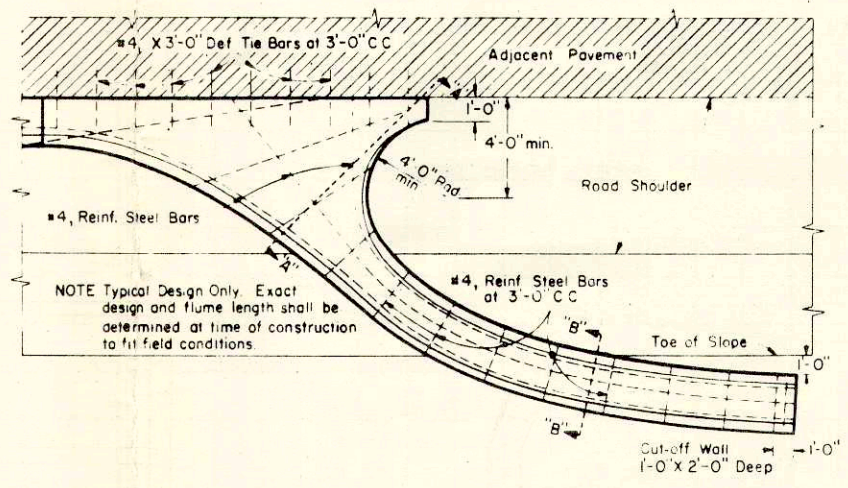 #4, X 3'-0" Def Tie Bars at 3'-0" C C
Adjacent Pavement
1'-0"
4'-0" min.
4'-0" Rad
min
Road Shoulder
#4, Reinf. Steel Bars
"A"
#4, Reinf Steel Bars
at 3'-0" C C
NOTE Typical Design Only. Exact
design and flume length shall be
determined at time of construction
to fit field conditions.
"B"
Toe of Slope
1'-0"
"B"
Cut-off Wall
1'-0" X 2'-0" Deep
1'-0"